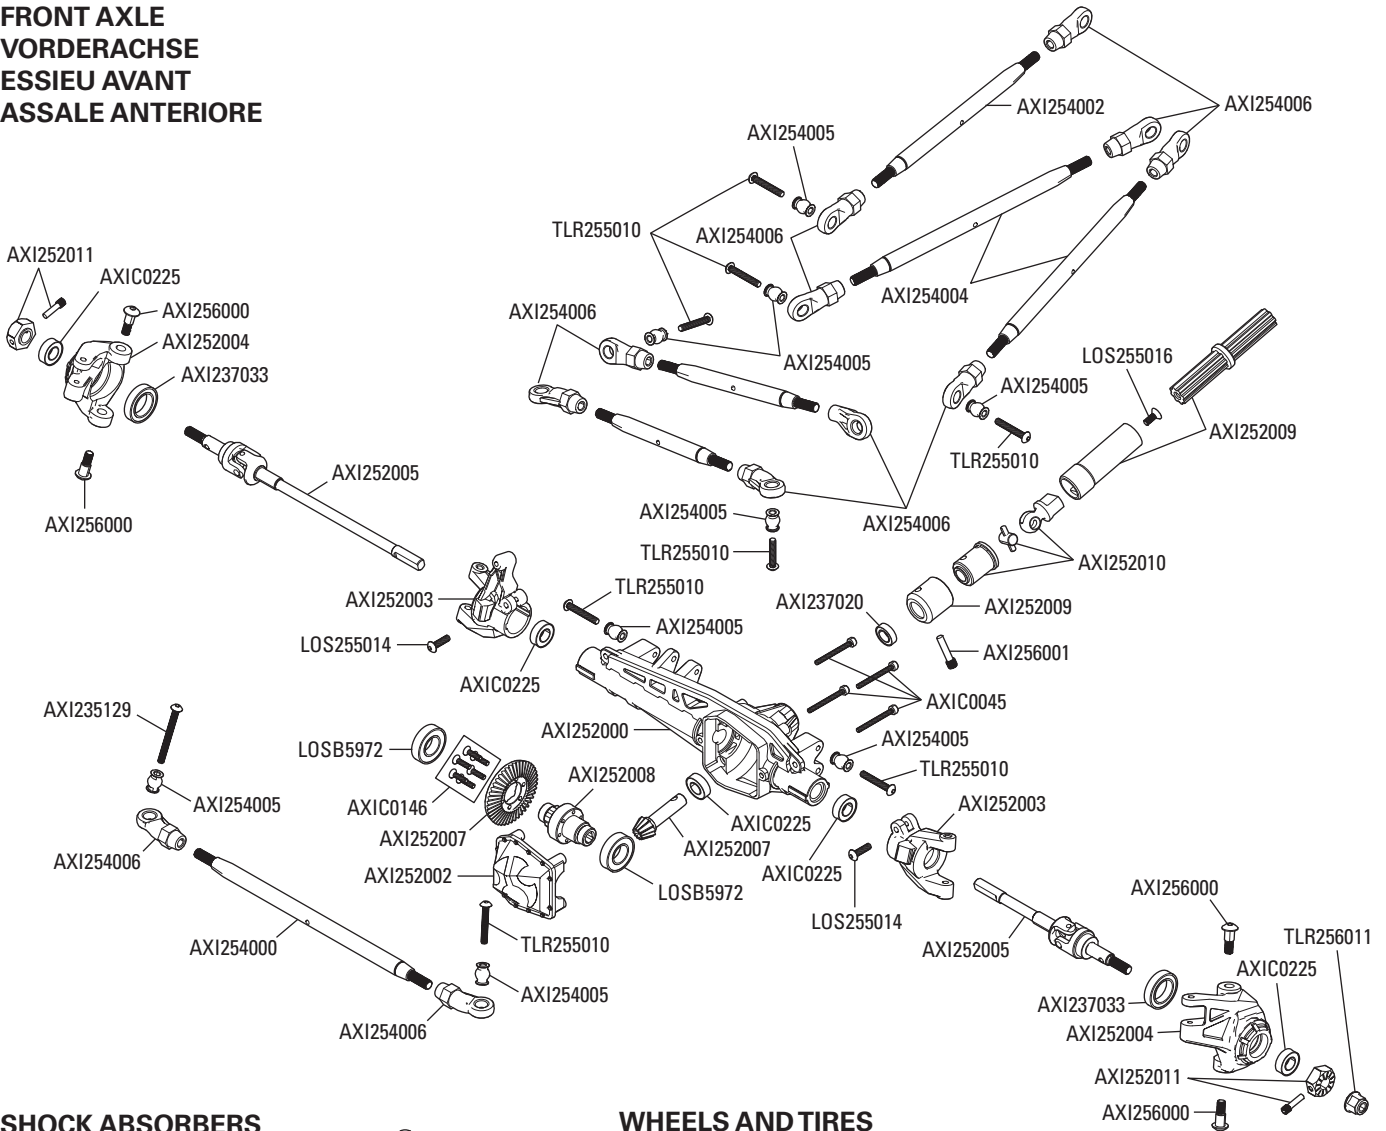 FRONT AXLE
VORDERACHSE
ESSIEU AVANT
ASSALE ANTERIORE
AXI254002
AXI254006
AXI254005
TLR255010
AXI254006
AXI252011
AXIC0225
AXI254004
AXI256000
AXI254006
AXI252004
AXI254005
LOS255016
AXI237033
AXI254005
AXI252009
TLR255010
AXI252005
AXI254005
AXI254006
AXI256000
TLR255010
AXI252010
TLR255010
AXI252003
AXI237020
AXI252009
AXI254005
LOS255014
AXI256001
AXIC0225
AXIC0045
AXI235129
AXI252000
LOSB5972
AXI254005
AXI252008
TLR255010
AXI254005
AXIC0146
AXI252003
AXIC0225
AXI252007
AXI252007
AXI254006
AXIC0225
AXI252002
LOSB5972
AXI256000
LOS255014
AXI254000
TLR255010
AXI252005
TLR256011
AXIC0225
AXI254005
AXI237033
AXI254006
AXI252004
AXI252011
AXI256000
SHOCK ABSORBERS
WHEELS AND TIRES